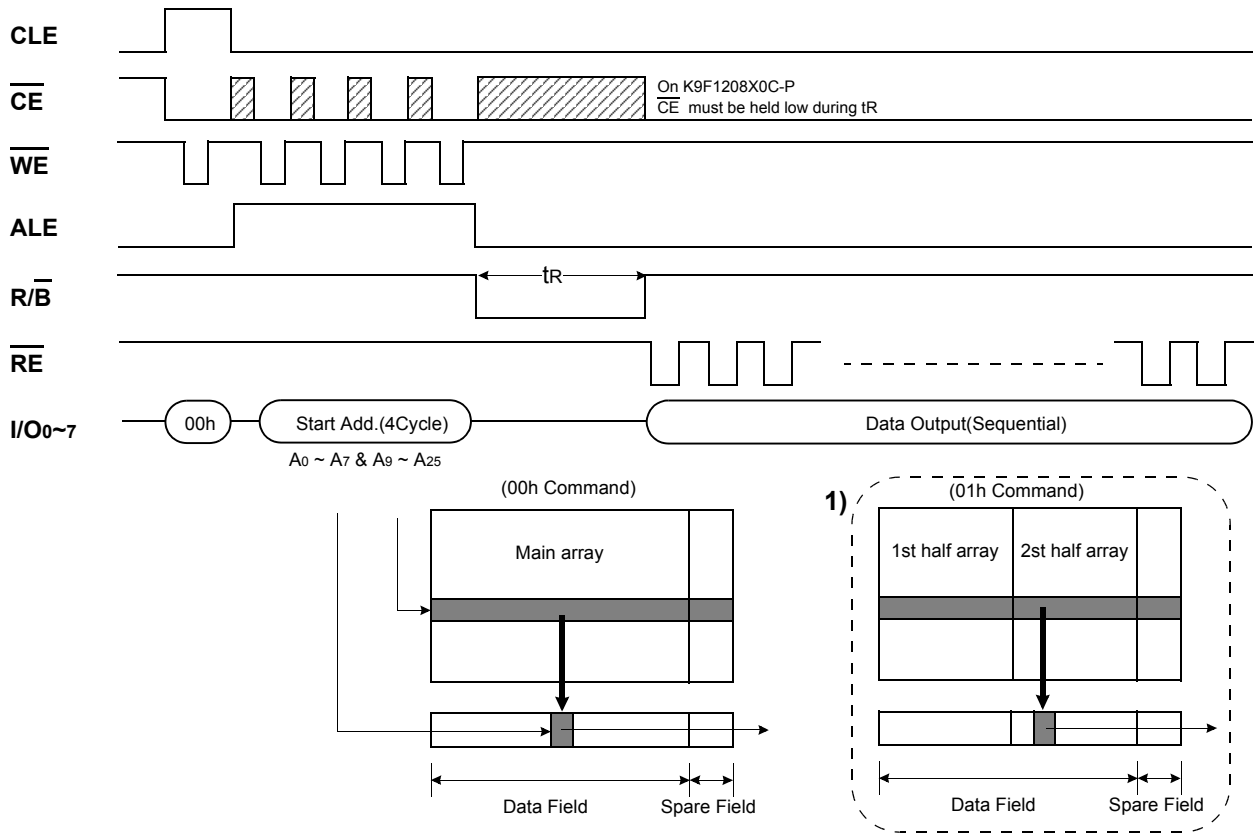 CLE
CE
On K9F1208X0C-P
CE must be held low during tR
WE
ALE
R/B
tR
RE
I/O0~7
00h
Start Add.(4Cycle)
Data Output(Sequential)
A0 ~ A7 & A9 ~ A25
(00h Command)
Main array
Data Field
Spare Field
1)
(01h Command)
1st half array
2st half array
Data Field
Spare Field